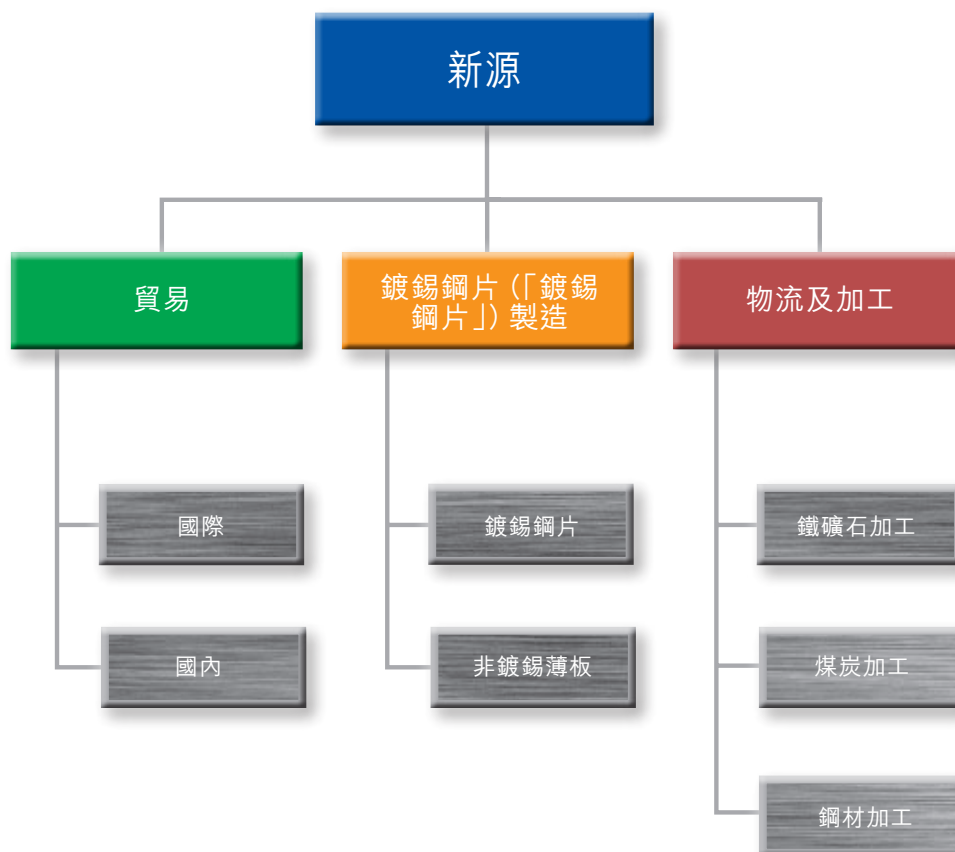 新源
貿易
鍍錫鋼片（「鍍錫
鋼片」）製造
物流及加工
國際
鍍錫鋼片
鐵礦石加工
國內
非鍍錫薄板
煤炭加工
鋼材加工